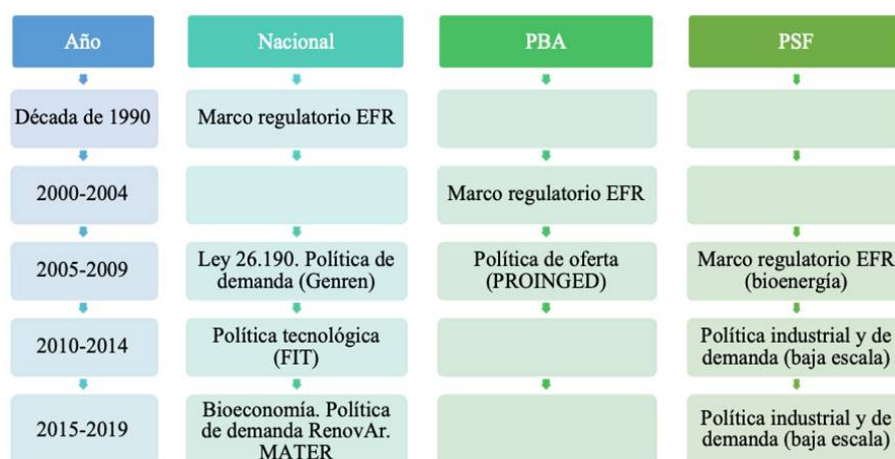 Año
Nacional
PBA
PSF
Década de 1990
Marco regulatorio EFR
2000-2004
Marco regulatorio EFR
2005-2009
Ley 26.190. Política de
demanda (Genren)
Política de oferta
(PROINGED)
Marco regulatorio EFR
(bioenergía)
2010-2014
Política tecnológica
(FIT)
Política industrial y de
demanda (baja escala)
2015-2019
Bioeconomía. Política
de demanda RenovAr.
MATER
Política industrial y de
demanda (baja escala)